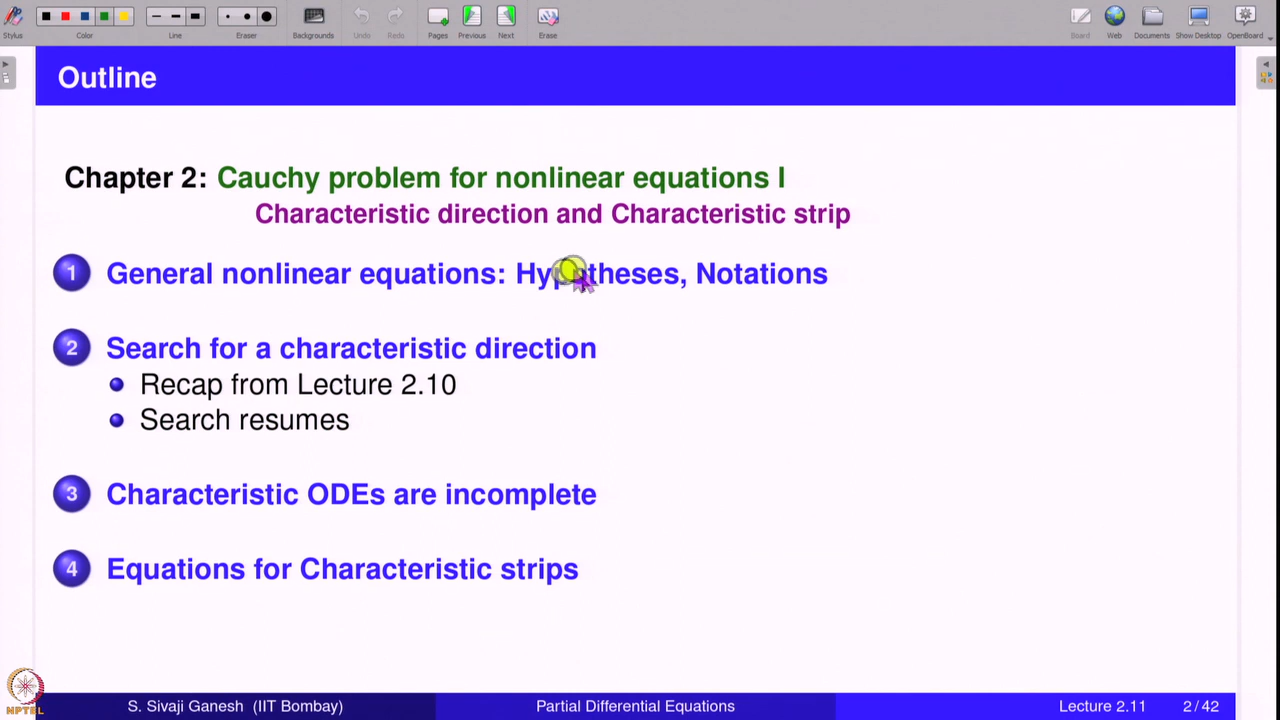 Stylus Color Line Eraser Backgrounds Undo Redo Pages Previous Next Erase Board Web Documents Show Desktop OpenBoard
Outline
Chapter 2: Cauchy problem for nonlinear equations I
Characteristic direction and Characteristic strip
1 General nonlinear equations: Hypotheses, Notations
2 Search for a characteristic direction
Recap from Lecture 2.10
Search resumes
3 Characteristic ODEs are incomplete
4 Equations for Characteristic strips
NPTEL
S. Sivaji Ganesh (IIT Bombay) Partial Differential Equations Lecture 2.11 2 / 42